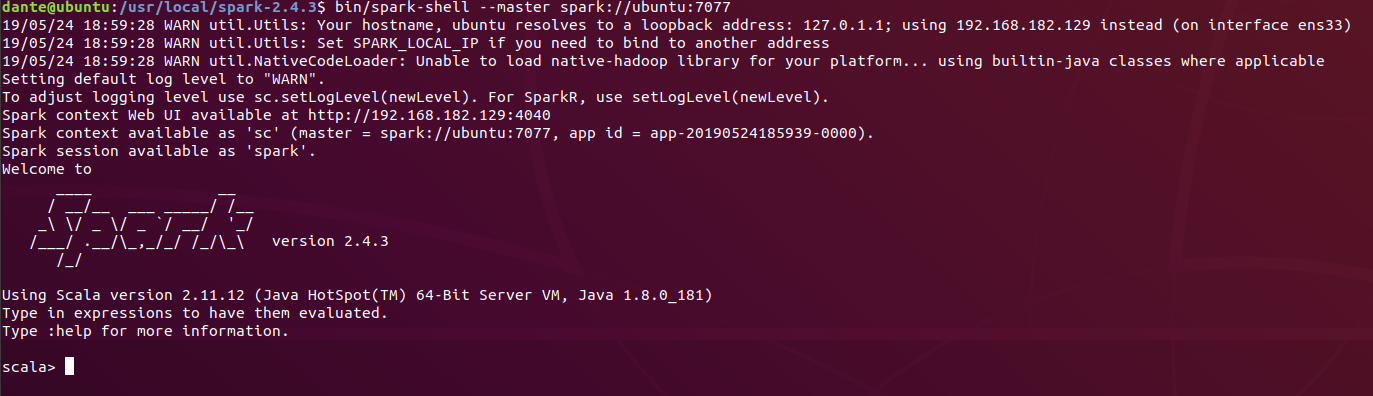 dante@ubuntu:/usr/local/spark-2.4.3$ bin/spark-shell --master spark://ubuntu:7077
19/05/24 18:59:28 WARN util.Utils: Your hostname, ubuntu resolves to a loopback address: 127.0.1.1; using 192.168.182.129 instead (on interface ens33)
19/05/24 18:59:28 WARN util.Utils: Set SPARK_LOCAL_IP if you need to bind to another address
19/05/24 18:59:28 WARN util.NativeCodeLoader: Unable to load native-hadoop library for your platform... using builtin-java classes where applicable
Setting default log level to "WARN".
To adjust logging level use sc.setLogLevel(newLevel). For SparkR, use setLogLevel(newLevel).
Spark context Web UI available at http://192.168.182.129:4040
Spark context available as 'sc' (master = spark://ubuntu:7077, app id = app-20190524185939-0000).
Spark session available as 'spark'.
Welcome to
      ____              __
     / __/__  ___ _____/ /__
    _\ \/ _ \/ _ `/ __/  '_/
   /___/ .__/\_,_/_/ /_/\_\   version 2.4.3
      /_/
Using Scala version 2.11.12 (Java HotSpot(TM) 64-Bit Server VM, Java 1.8.0_181)
Type in expressions to have them evaluated.
Type :help for more information.
scala>